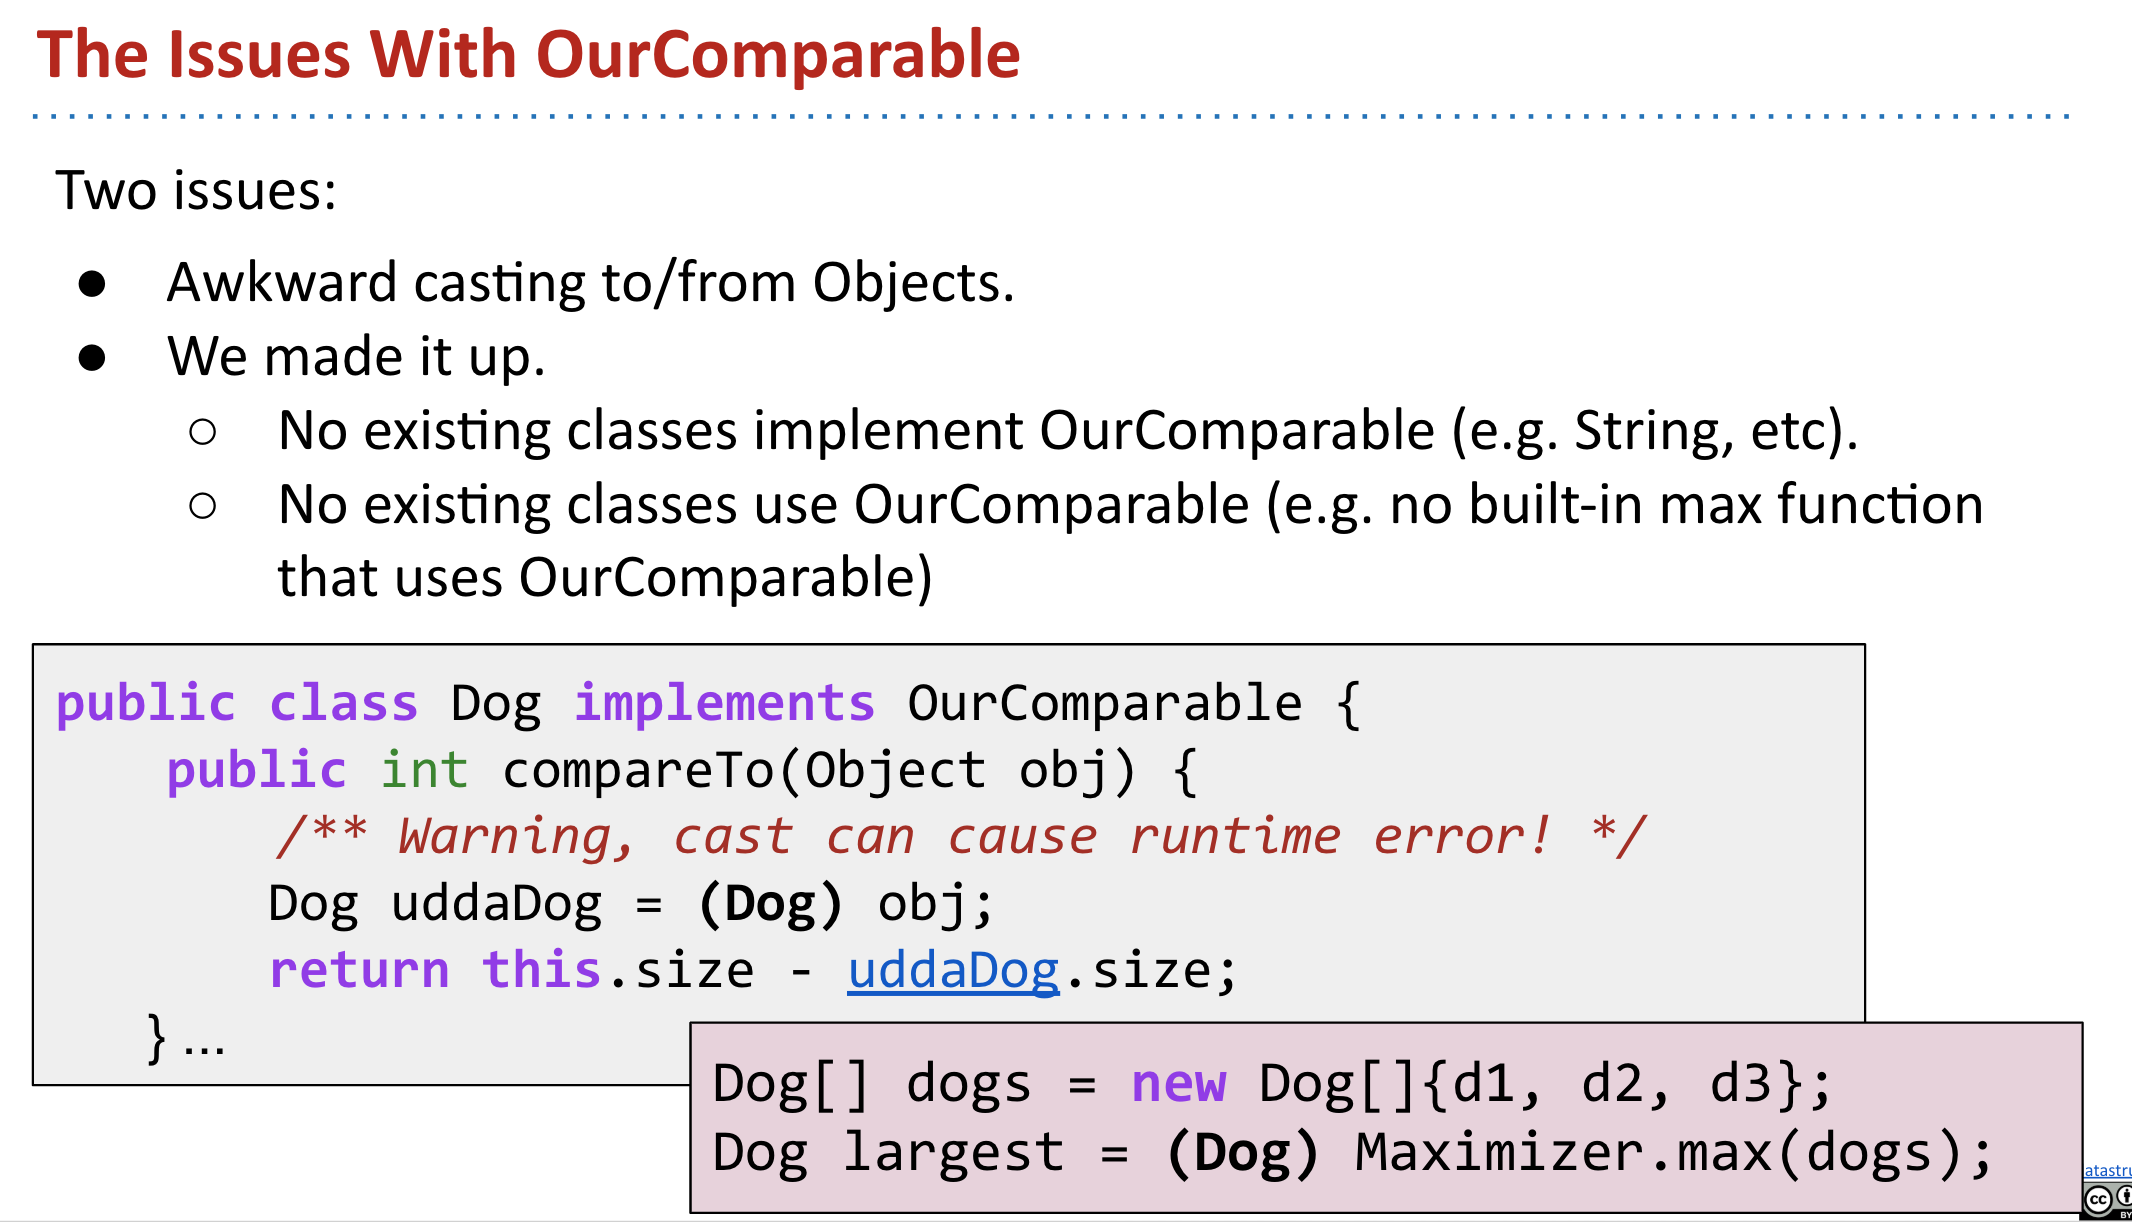 The Issues With OurComparable
Two issues:
● Awkward casting to/from Objects.
● We made it up.
○ No existing classes implement OurComparable (e.g. String, etc).
○ No existing classes use OurComparable (e.g. no built-in max function
that uses OurComparable)
public class Dog implements OurComparable {
public int compareTo(Object obj) {
/** Warning, cast can cause runtime error! */
Dog uddaDog = (Dog) obj;
return this.size - uddaDog.size;
} ...
Dog[] dogs = new Dog[]{d1, d2, d3};
Dog largest = (Dog) Maximizer.max(dogs);
atastru
cc
BY